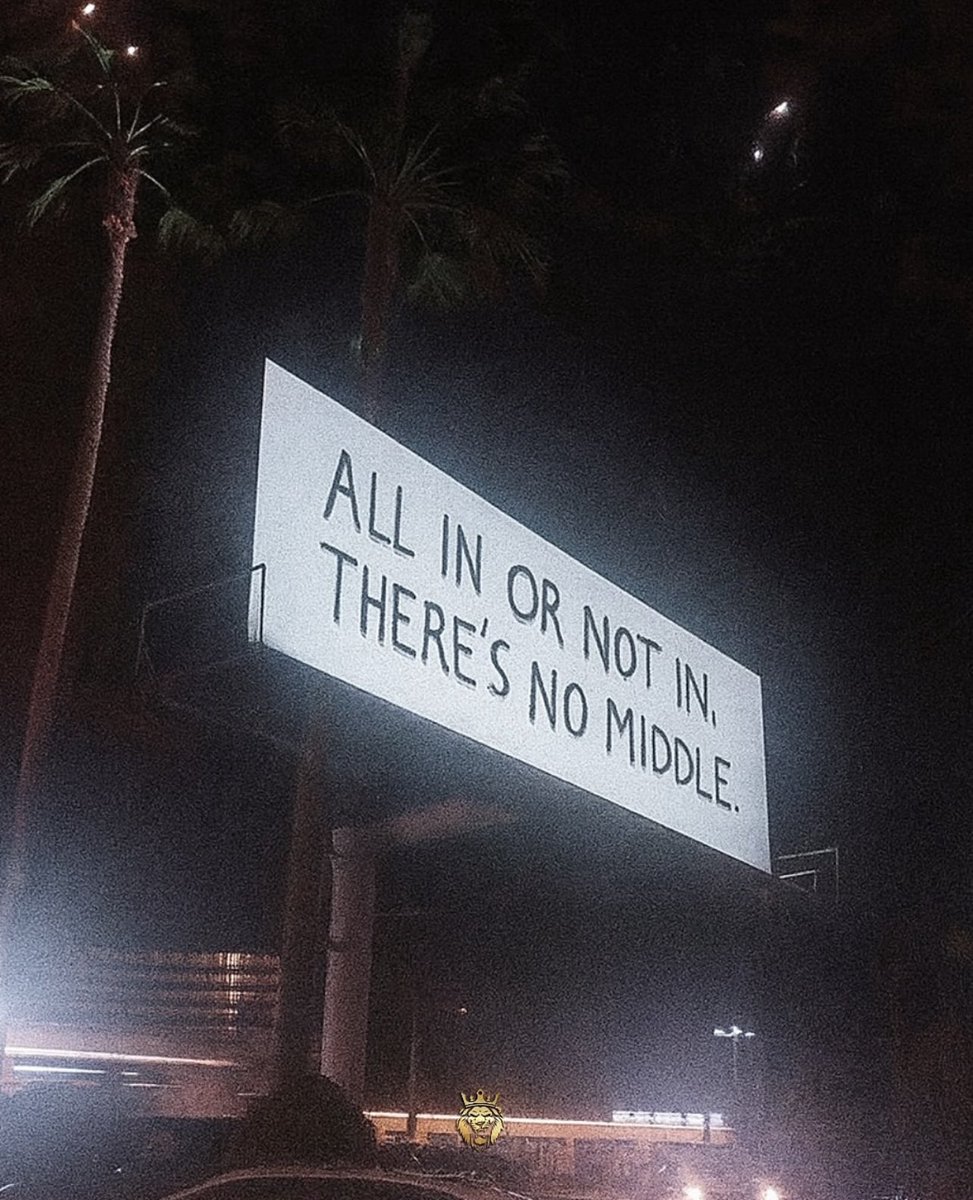 ALL IN OR NOT IN.
THERE'S NO MIDDLE.